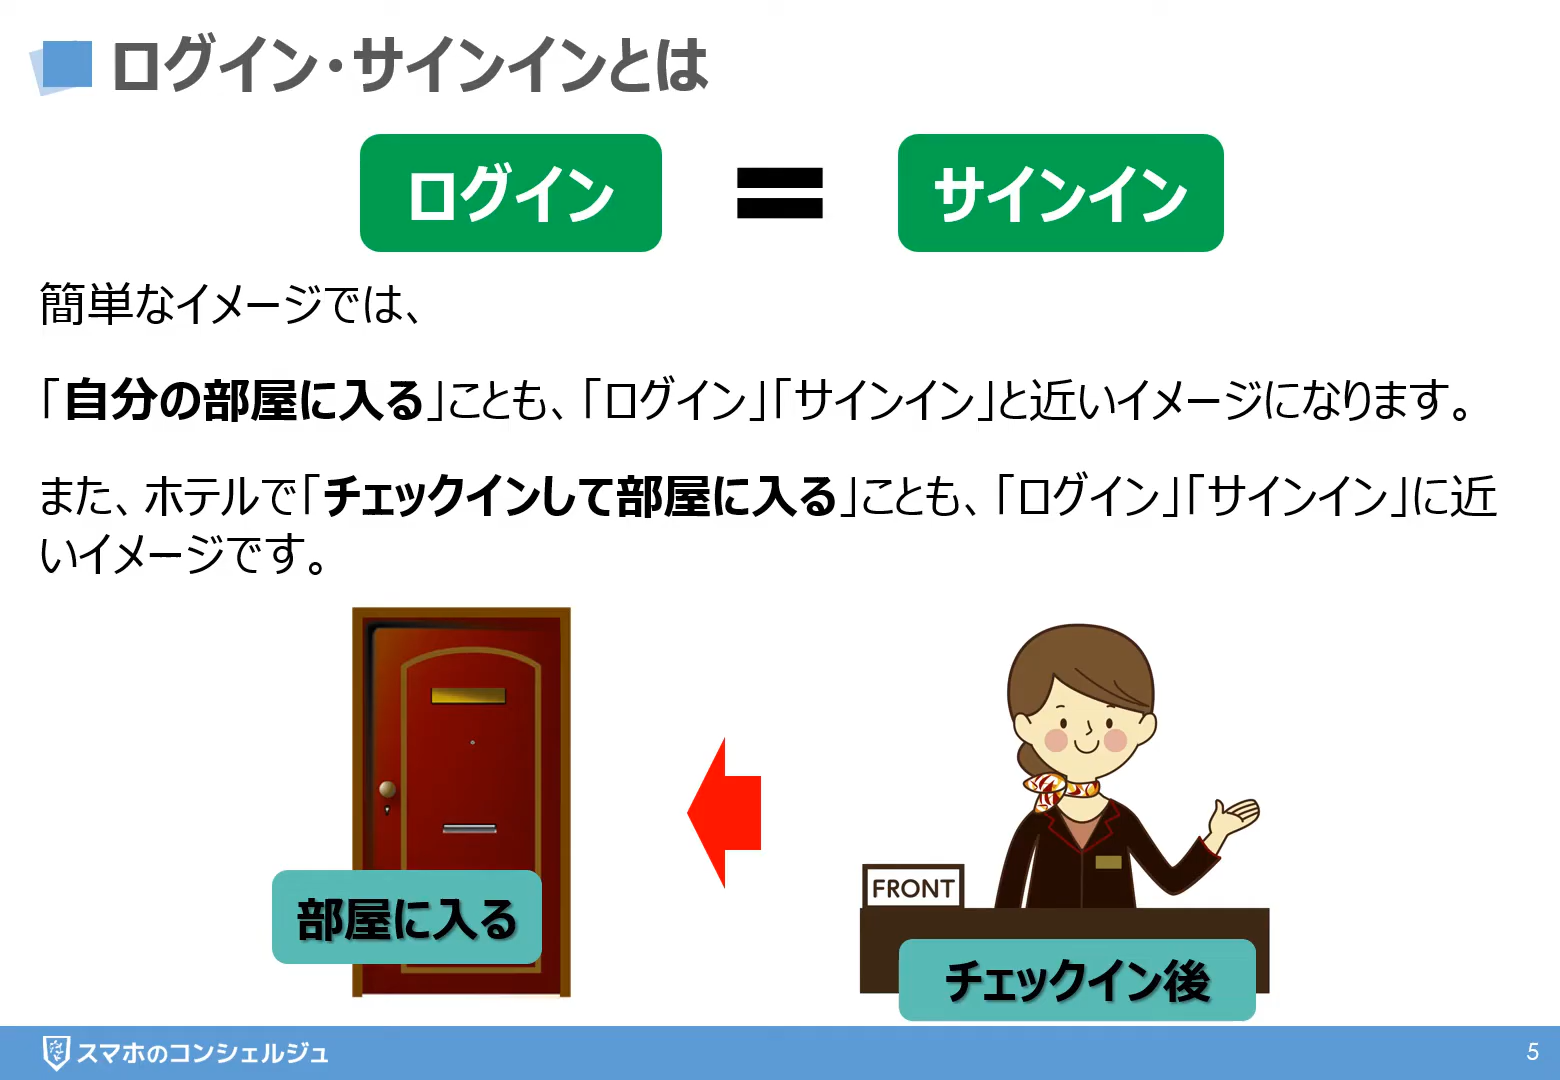 ログイン・サインインとは
ログイン = サインイン
簡単なイメージでは、
「自分の部屋に入る」ことも、「ログイン」「サインイン」と近いイメージになります。
また、ホテルで「チェックインして部屋に入る」ことも、「ログイン」「サインイン」に近
いイメージです。
FRONT
部屋に入る
チェックイン後
スマホのコンシェルジュ
5